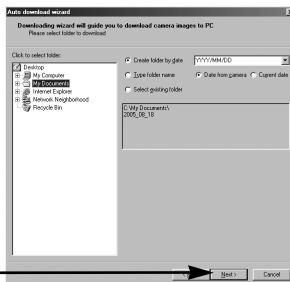 Auto download wizard
Downloading wizard will guide you to download camera images to PC
Please select folder to download
Click to select folder:
Desktop
My Computer
My Documents
Internet Explorer
Network Neighborhood
Recycle Bin
Create folder by date
YYYY/MM/DD
Type folder name
Date from camera
Current date
Select existing folder
C:\My Documents\
2005_08_18
Next >
Cancel